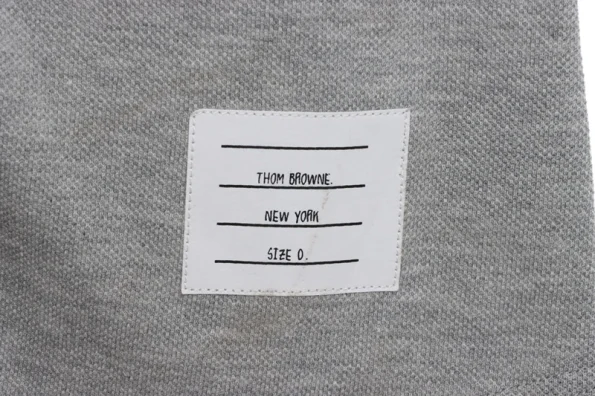 THOM BROWNE.
NEW YORK
SIZE 0.